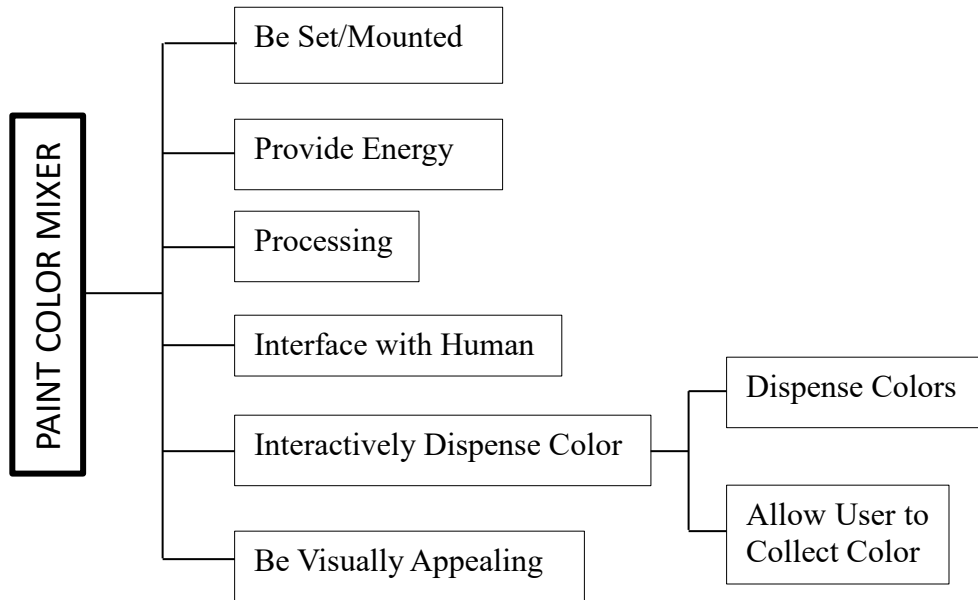 PAINT COLOR MIXER
Be Set/Mounted
Provide Energy
Processing
Interface with Human
Interactively Dispense Color
Be Visually Appealing
Dispense Colors
Allow User to
Collect Color